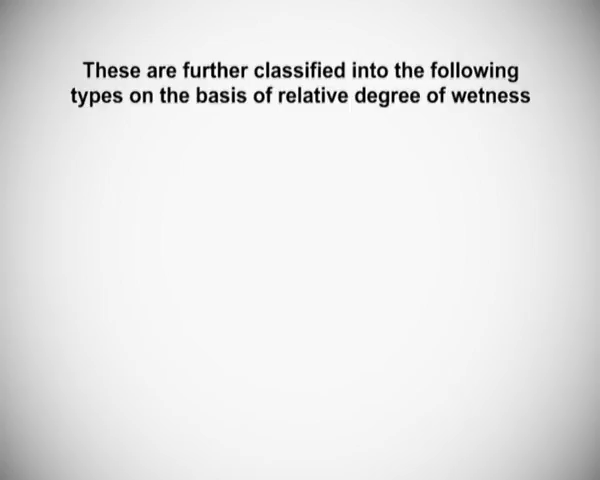 These are further classified into the following
types on the basis of relative degree of wetness